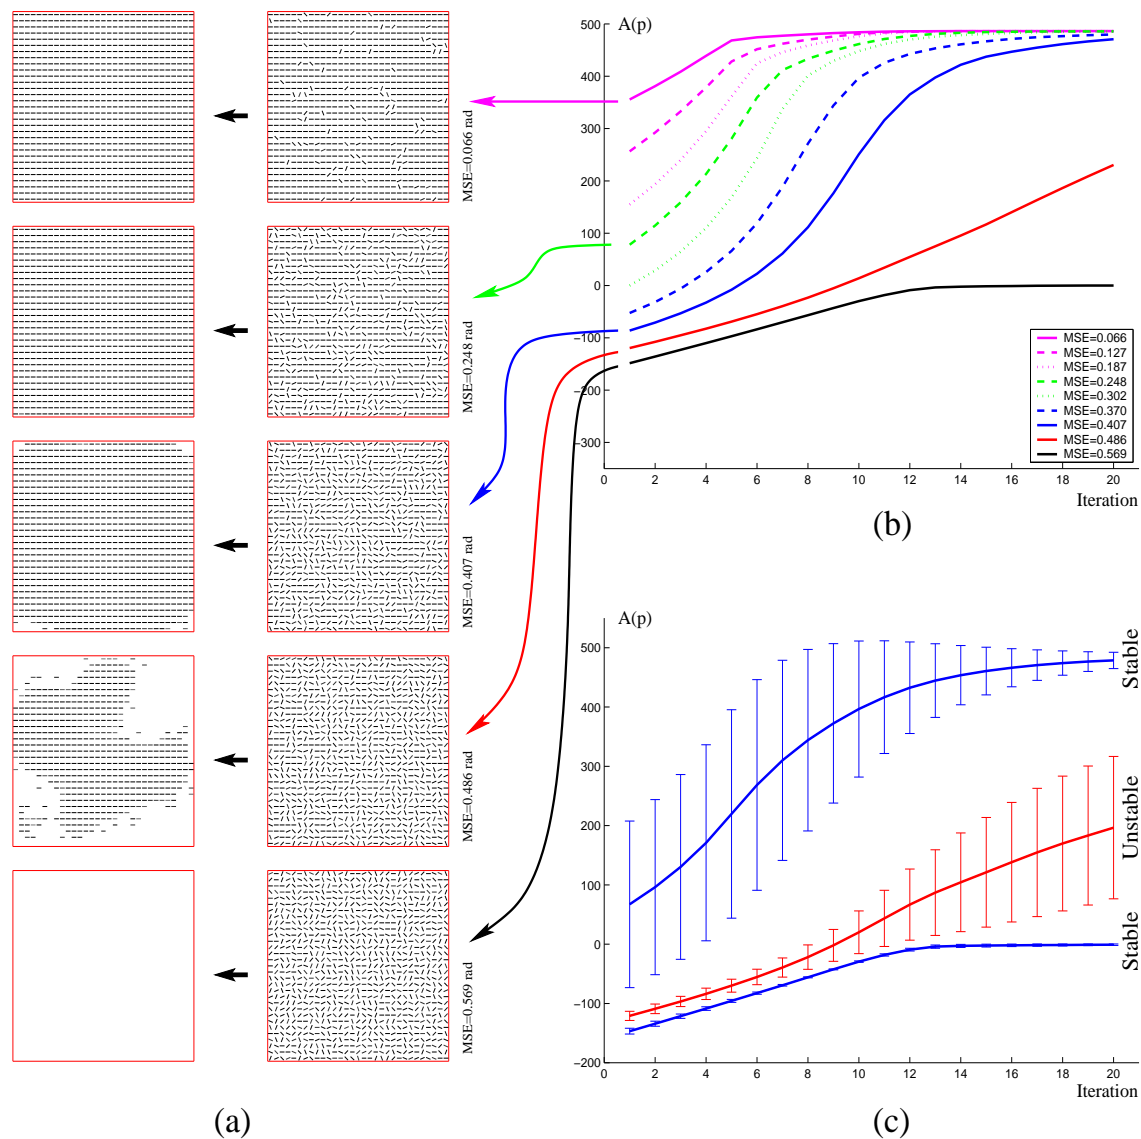 MSE=0.066 rad
MSE=0.248 rad
MSE=0.407 rad
MSE=0.486 rad
MSE=0.569 rad
(a)
A(p)
500
400
300
200
100
0
−100
−200
−300
0 2 4 6 8 10 12 14 16 18 20
Iteration
MSE=0.066
MSE=0.127
MSE=0.187
MSE=0.248
MSE=0.302
MSE=0.370
MSE=0.407
MSE=0.486
MSE=0.569
(b)
A(p)
500
400
300
200
100
0
−100
−200
0 2 4 6 8 10 12 14 16 18 20
Iteration
Stable
Unstable
Stable
(c)